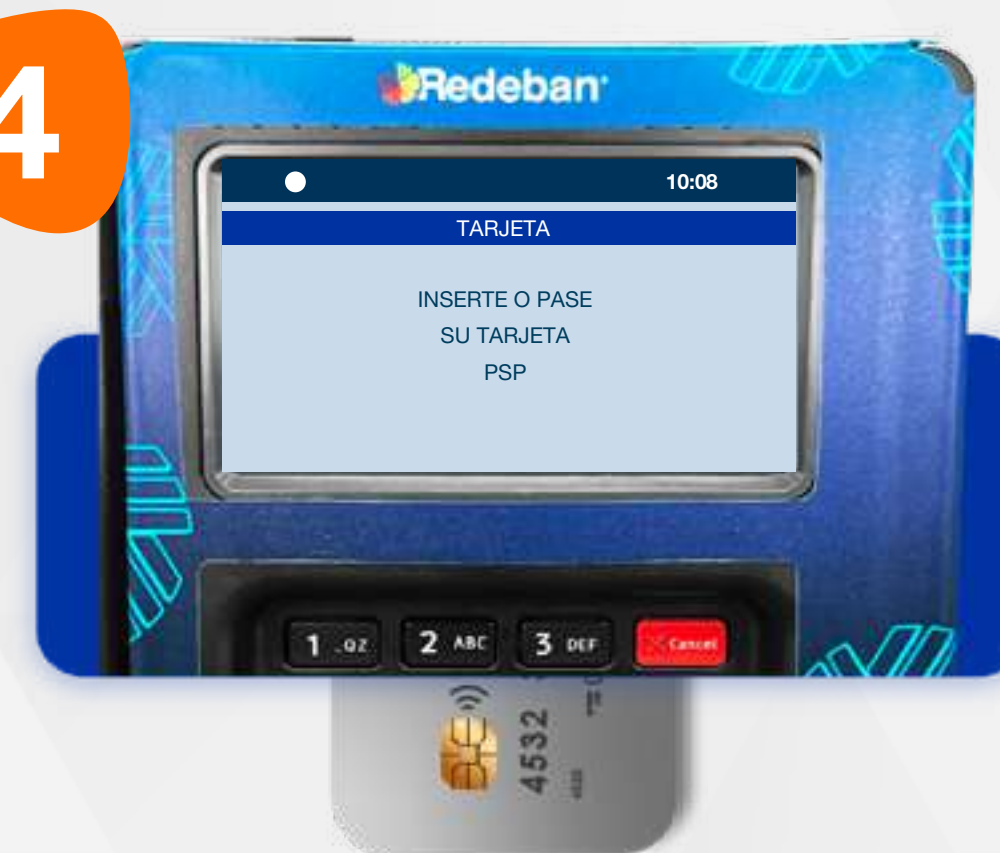 4
Redeban
10:08
TARJETA
INSERTE O PASE
SU TARJETA
PSP
1 .QZ 2 ABC 3 DEF Cancel
4532